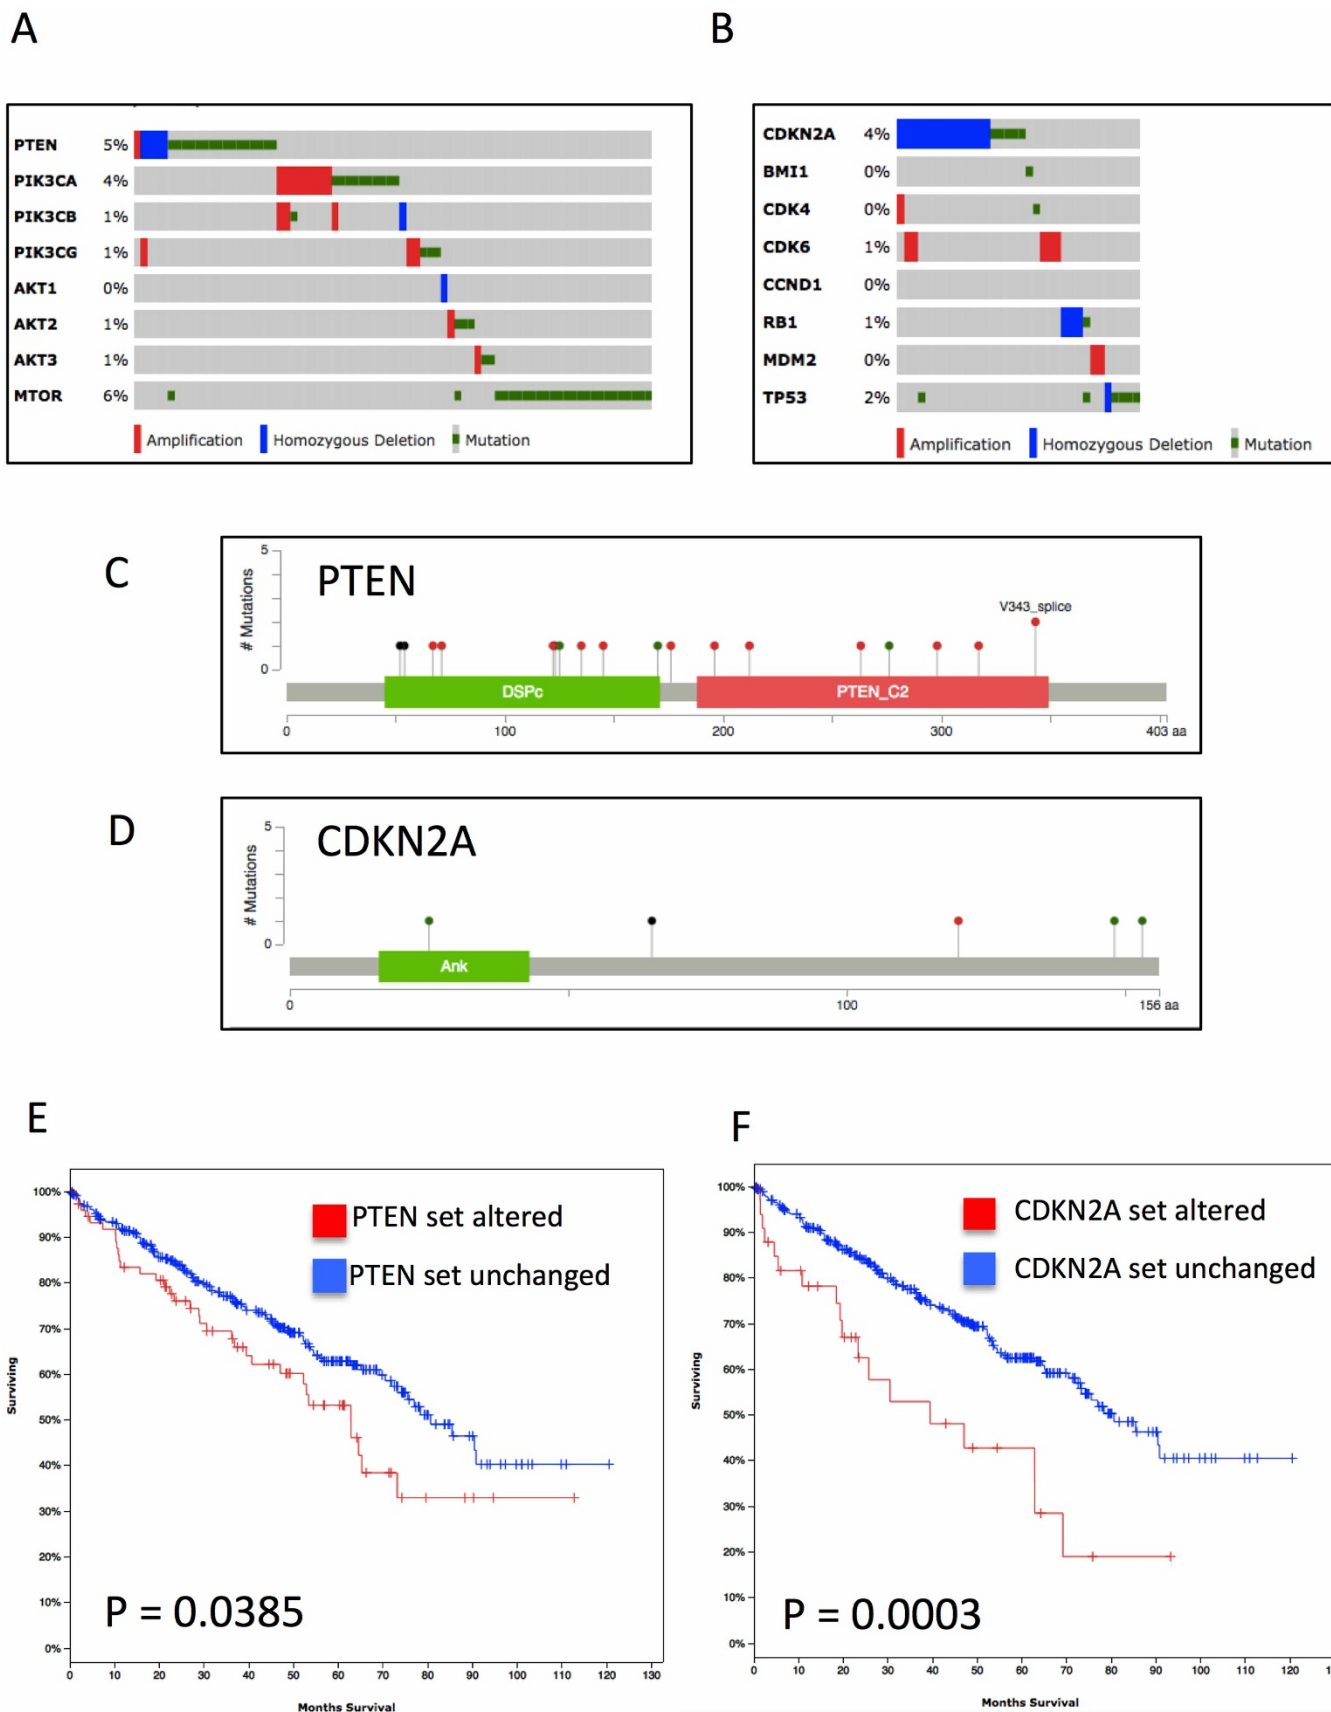 A
B
PTEN 5%
PIK3CA 4%
PIK3CB 1%
PIK3CG 1%
AKT1 0%
AKT2 1%
AKT3 1%
MTOR 6%
Amplification Homozygous Deletion Mutation
CDKN2A 4%
BMI1 0%
CDK4 0%
CDK6 1%
CCND1 0%
RB1 1%
MDM2 0%
TP53 2%
Amplification Homozygous Deletion Mutation
C
PTEN
# Mutations
5
0
V343_splice
DSPc
PTEN_C2
0 100 200 300 403 aa
D
CDKN2A
# Mutations
5
0
Ank
0 100 156 aa
E
PTEN set altered
PTEN set unchanged
Surviving
100%
90%
80%
70%
60%
50%
40%
30%
20%
10%
0%
P = 0.0385
0 10 20 30 40 50 60 70 80 90 100 110 120 130
Months Survival
F
CDKN2A set altered
CDKN2A set unchanged
Surviving
100%
90%
80%
70%
60%
50%
40%
30%
20%
10%
0%
P = 0.0003
0 10 20 30 40 50 60 70 80 90 100 110 120
Months Survival